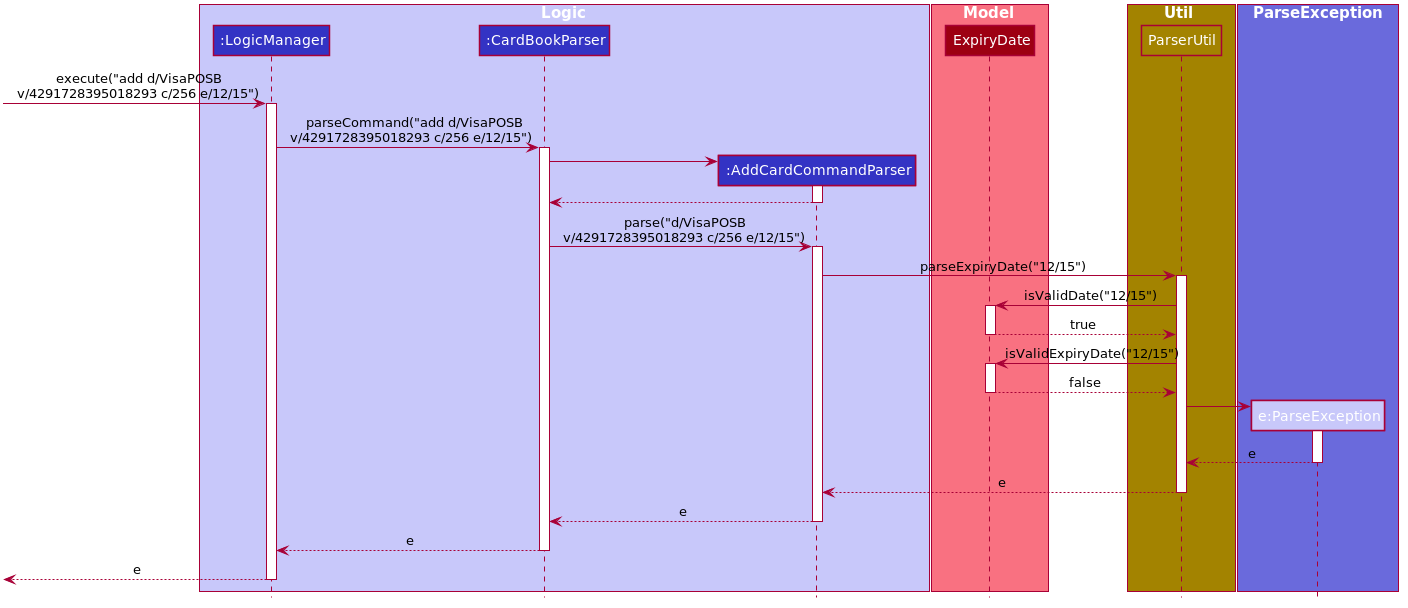 Logic
Model
Util
ParseException
:LogicManager
:CardBookParser
ExpiryDate
ParserUtil
execute("add d/VisaPOSB
v/4291728395018293 c/256 e/12/15")
parseCommand("add d/VisaPOSB
v/4291728395018293 c/256 e/12/15")
:AddCardCommandParser
parse("d/VisaPOSB
v/4291728395018293 c/256 e/12/15")
parseExpiryDate("12/15")
isValidDate("12/15")
true
isValidExpiryDate("12/15")
false
e:ParseException
e
e
e
e
e